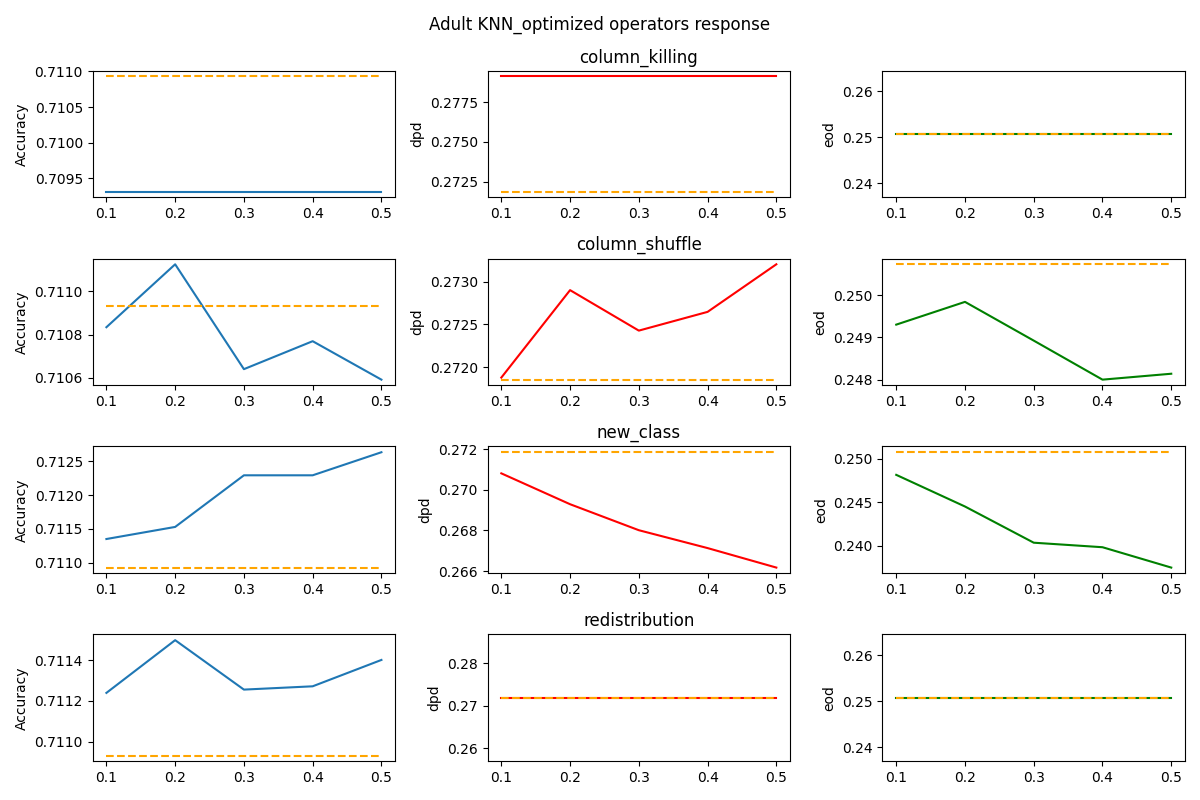 Adult KNN_optimized operators response
column_killing
Accuracy
0.7110
0.7105
0.7100
0.7095
0.1 0.2 0.3 0.4 0.5
dpd
0.2775
0.2750
0.2725
0.1 0.2 0.3 0.4 0.5
eod
0.26
0.25
0.24
0.1 0.2 0.3 0.4 0.5
column_shuffle
Accuracy
0.7110
0.7108
0.7106
0.1 0.2 0.3 0.4 0.5
dpd
0.2730
0.2725
0.2720
0.1 0.2 0.3 0.4 0.5
eod
0.250
0.249
0.248
0.1 0.2 0.3 0.4 0.5
new_class
Accuracy
0.7125
0.7120
0.7115
0.7110
0.1 0.2 0.3 0.4 0.5
dpd
0.272
0.270
0.268
0.266
0.1 0.2 0.3 0.4 0.5
eod
0.250
0.245
0.240
0.1 0.2 0.3 0.4 0.5
redistribution
Accuracy
0.7114
0.7112
0.7110
0.1 0.2 0.3 0.4 0.5
dpd
0.28
0.27
0.26
0.1 0.2 0.3 0.4 0.5
eod
0.26
0.25
0.24
0.1 0.2 0.3 0.4 0.5